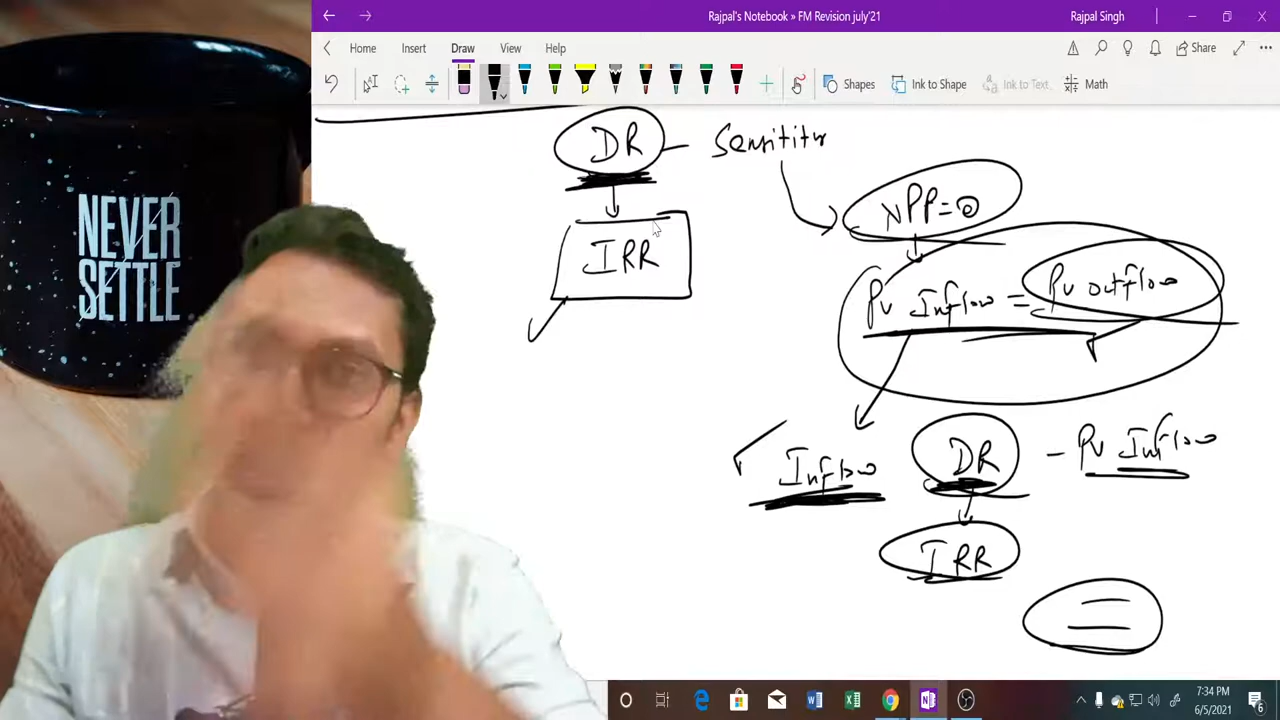 Rajpal's Notebook » FM Revision july'21
Rajpal Singh
Home Insert Draw View Help
Share
Shapes
Ink to Shape
Ink to Text
Math
NEVER
SETTLE
DR - Sensititr
IRR
NPP=0
PV Inflow = PV outflow
Inflow DR - PV Inflow
IRR
7:34 PM
6/5/2021
6